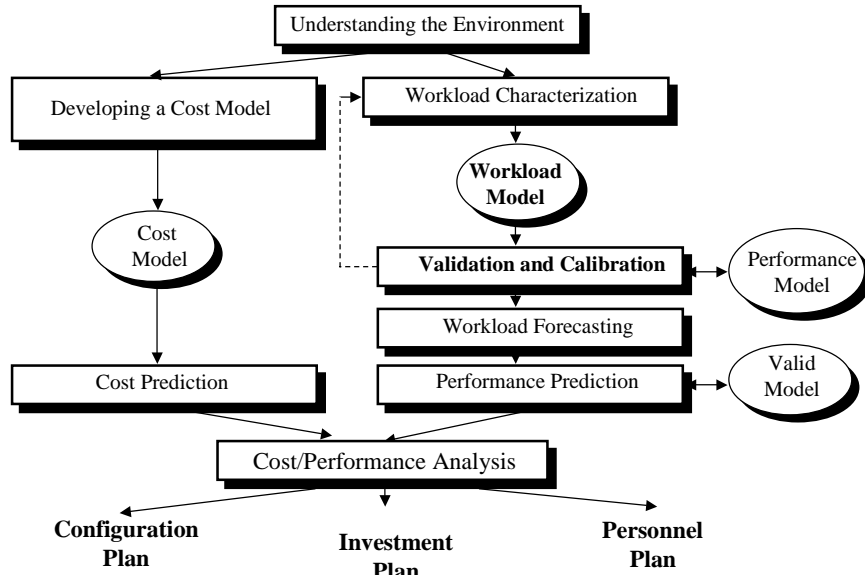 Understanding the Environment
Developing a Cost Model
Workload Characterization
Workload
Model
Cost
Model
Validation and Calibration
Performance
Model
Workload Forecasting
Cost Prediction
Performance Prediction
Valid
Model
Cost/Performance Analysis
Configuration
Plan
Investment
Plan
Personnel
Plan